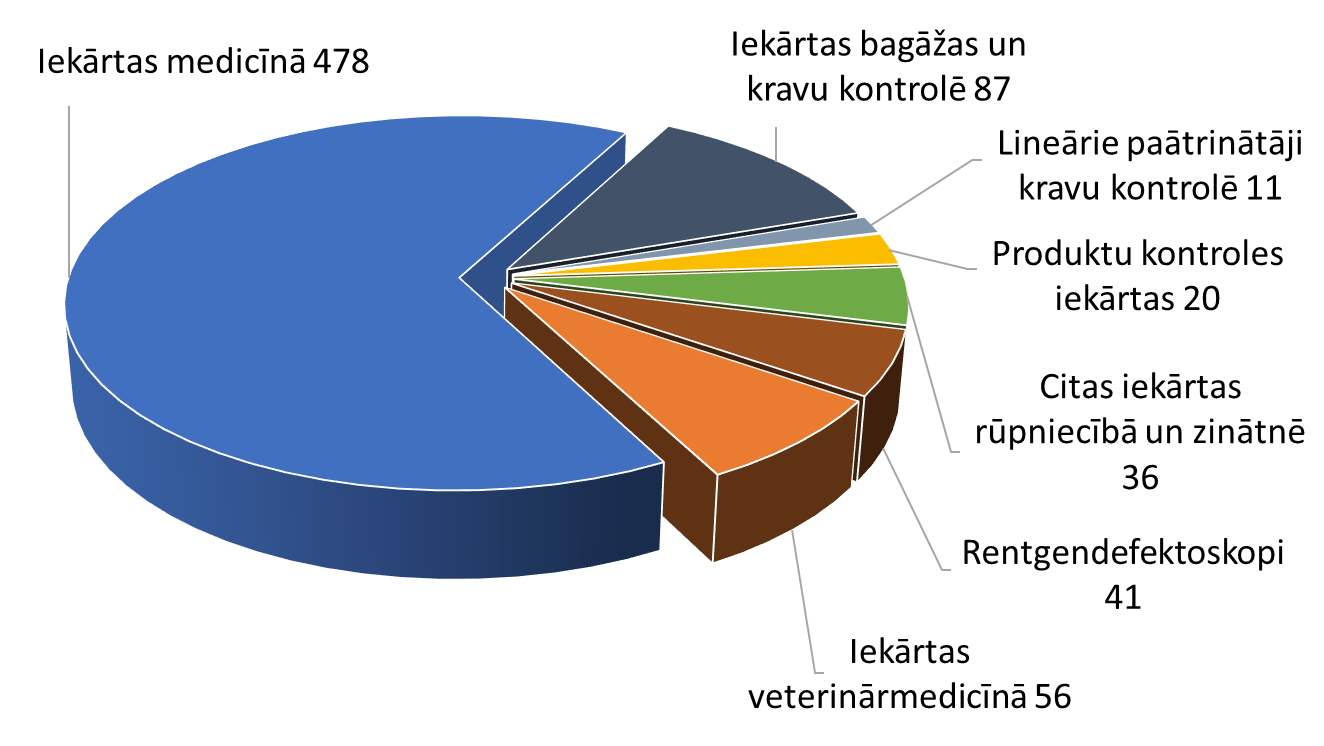 Iekārtas medicīnā 478
Iekārtas bagāžas un
kravu kontrolē 87
Lineārie paātrinātāji
kravu kontrolē 11
Produktu kontroles
iekārtas 20
Citas iekārtas
rūpniecībā un zinātnē
36
Rentgendefektoskopi
41
Iekārtas
veterinārmedicīnā 56